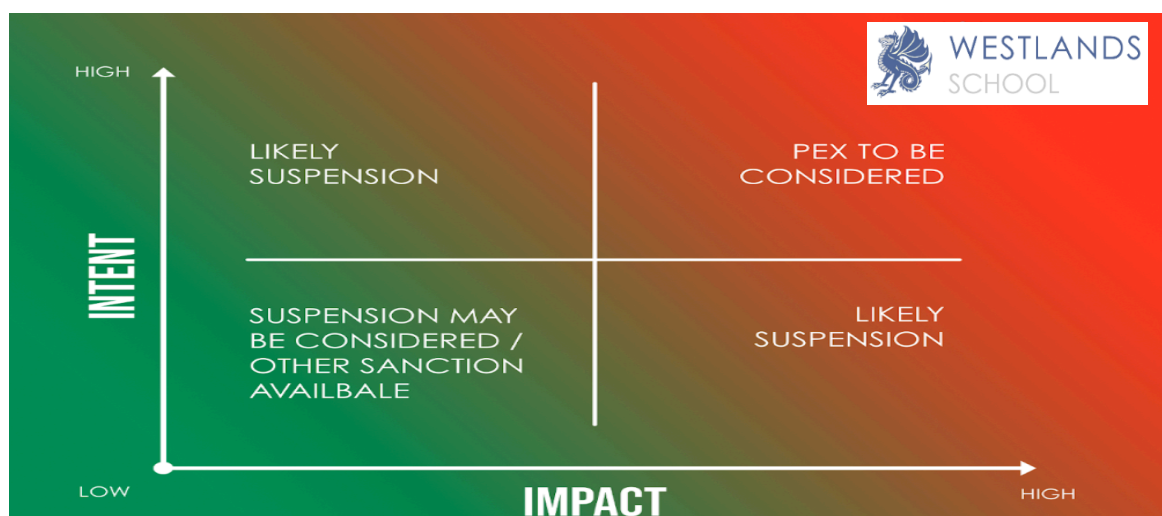 WESTLANDS
SCHOOL
HIGH
LIKELY
SUSPENSION
PEX TO BE
CONSIDERED
INTENT
SUSPENSION MAY
BE CONSIDERED /
OTHER SANCTION
AVAILBALE
LIKELY
SUSPENSION
LOW
IMPACT
HIGH